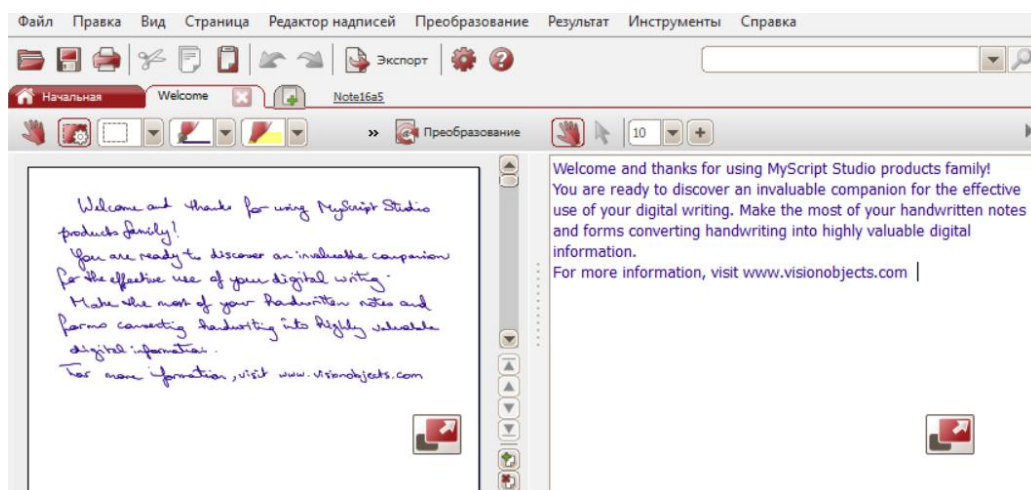 Файл Правка Вид Страница Редактор надписей Преобразование Результат Инструменты Справка
Экспорт
Начальная Welcome Note16a5
» Преобразование 10
Welcome and thanks for using MyScript Studio
products family!
You are ready to discover an invaluable companion
for the effective use of your digital writing.
Make the most of your handwritten notes and
forms converting handwriting into highly valuable
digital information.
For more information, visit www.visionobjects.com
Welcome and thanks for using MyScript Studio products family!
You are ready to discover an invaluable companion for the effective
use of your digital writing. Make the most of your handwritten notes
and forms converting handwriting into highly valuable digital
information.
For more information, visit www.visionobjects.com